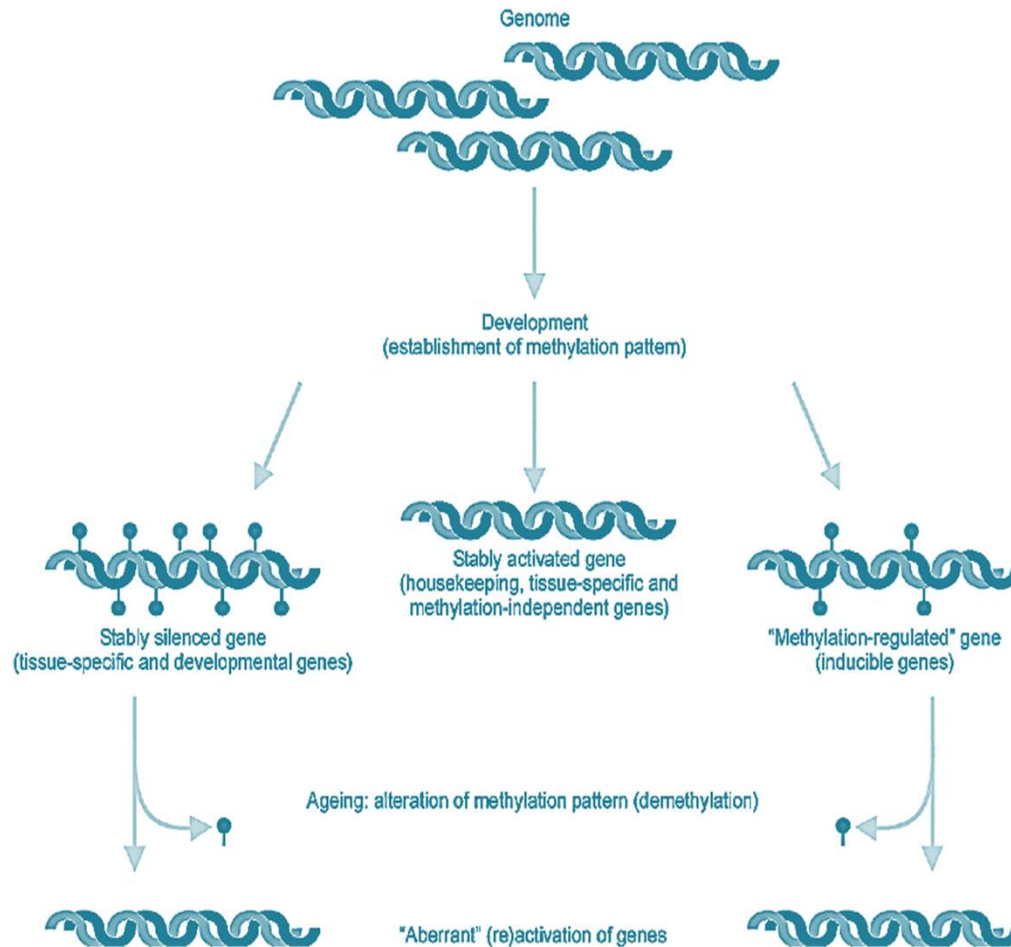 Genome
Development
(establishment of methylation pattern)
Stably activated gene
(housekeeping, tissue-specific and
methylation-independent genes)
Stably silenced gene
(tissue-specific and developmental genes)
"Methylation-regulated" gene
(inducible genes)
Ageing: alteration of methylation pattern (demethylation)
"Aberrant" (re)activation of genes